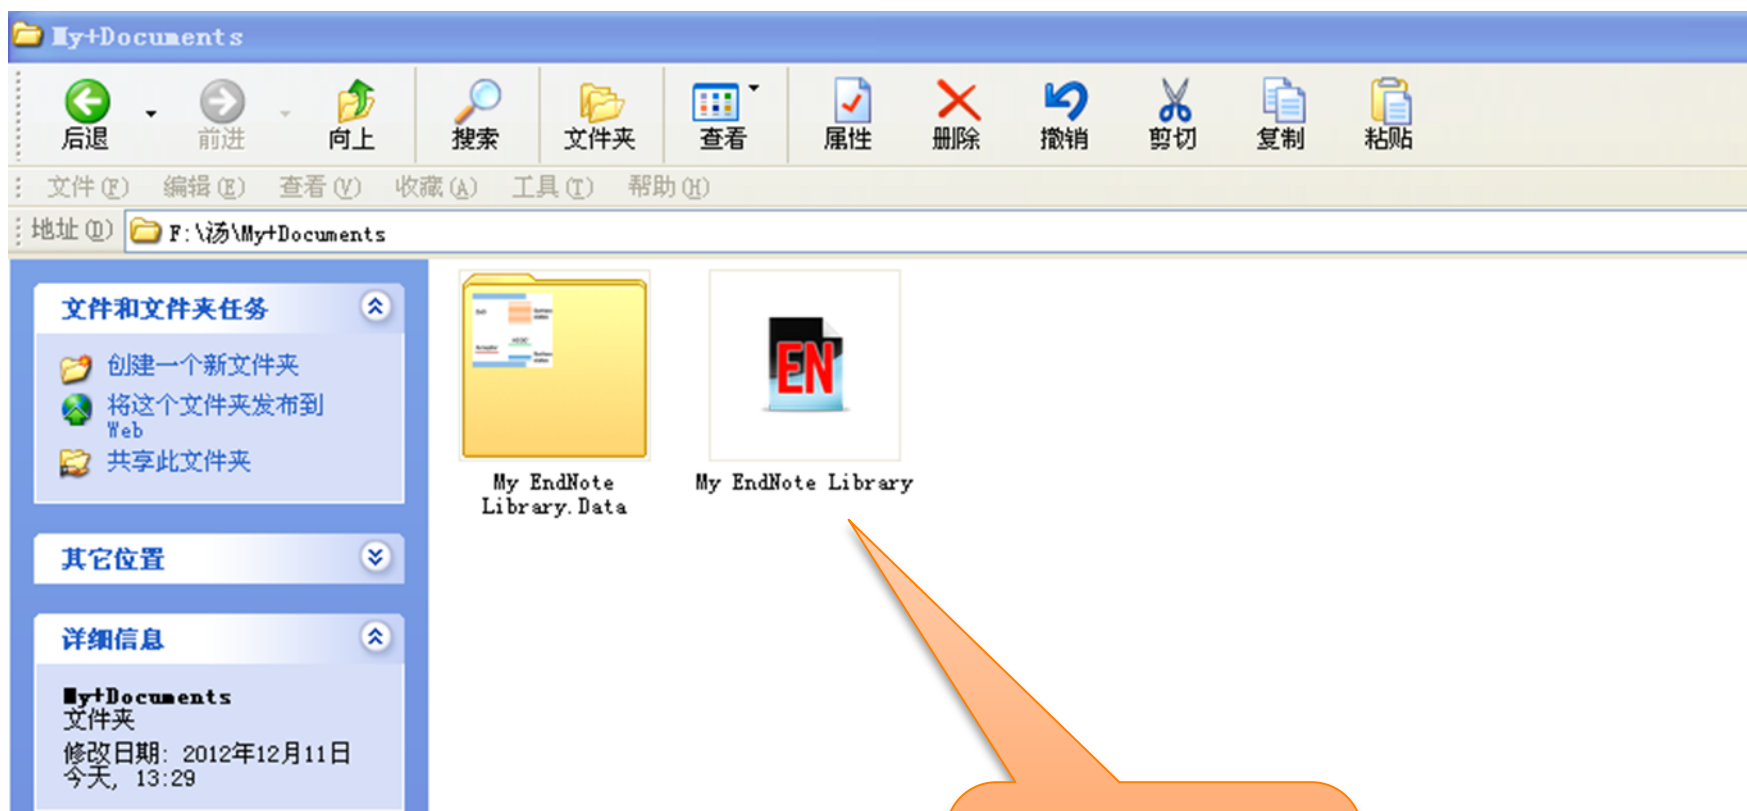 My+Documents
后退 前进 向上 搜索 文件夹 查看 属性 删除 撤销 剪切 复制 粘贴
文件(F) 编辑(E) 查看(V) 收藏(A) 工具(T) 帮助(H)
地址(D) F:\汤\My+Documents
文件和文件夹任务
创建一个新文件夹
将这个文件夹发布到
Web
共享此文件夹
其它位置
详细信息
My+Documents
文件夹
修改日期: 2012年12月11日
今天, 13:29
EN
My EndNote
Library.Data
My EndNote Library